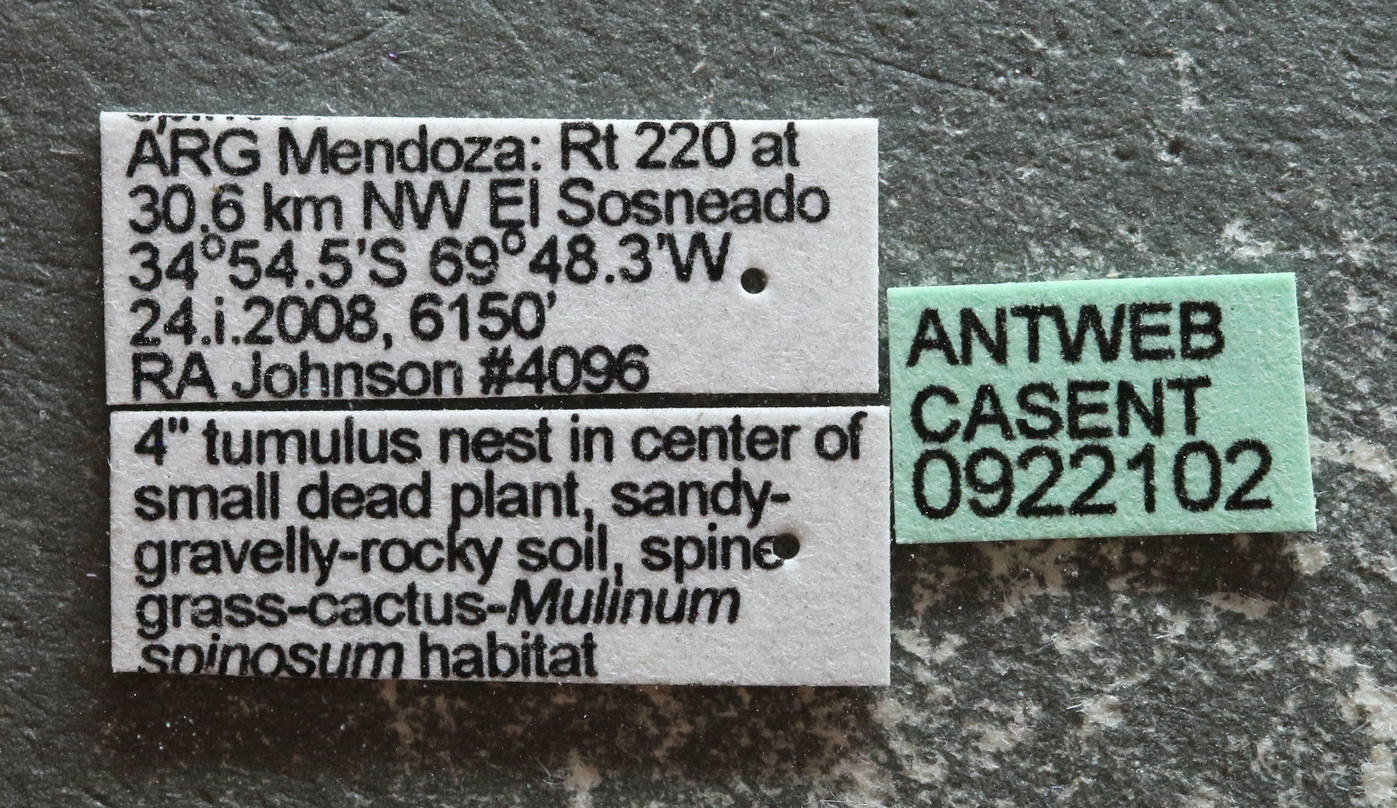 ARG Mendoza: Rt 220 at
30.6 km NW El Sosneado
34°54.5'S 69°48.3'W
24.i.2008, 6150'
RA Johnson #4096
4" tumulus nest in center of
small dead plant, sandy-
gravelly-rocky soil, spine
grass-cactus-Mulinum
spinosum habitat
ANTWEB
CASENT
0922102